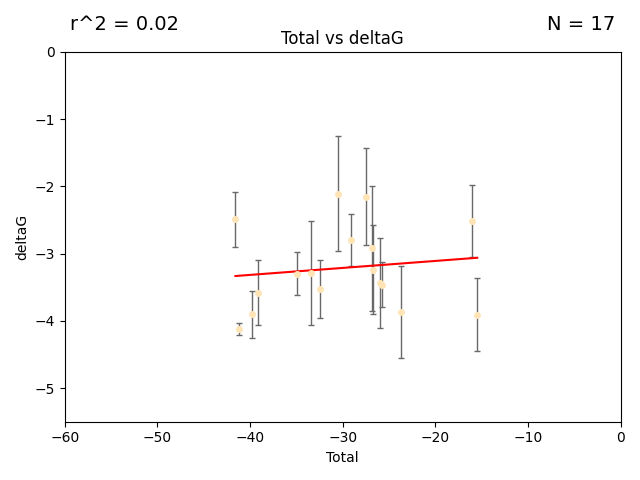 r^2 = 0.02
N = 17
Total vs deltaG
0
−1
−2
−3
−4
−5
deltaG
−60
−50
−40
−30
−20
−10
0
Total